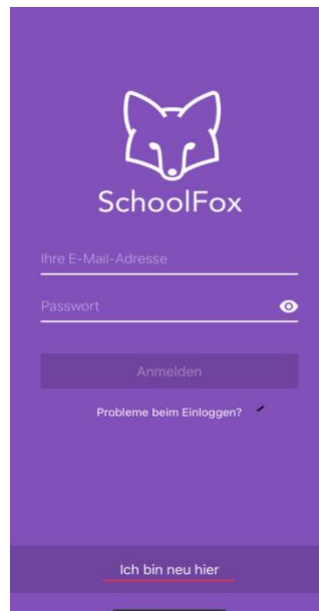 SchoolFox
Ihre E-Mail-Adresse
Passwort
Anmelden
Probleme beim Einloggen?
Ich bin neu hier